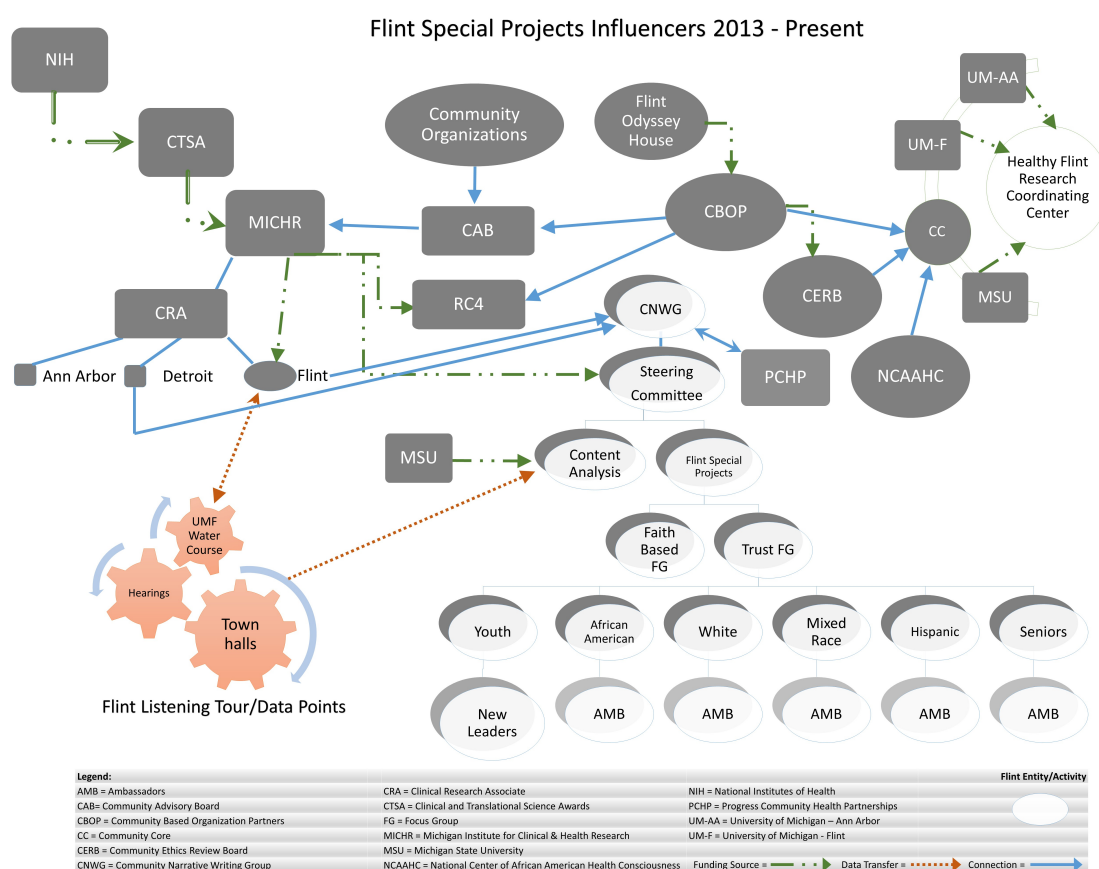 Flint Special Projects Influencers 2013 - Present
NIH
CTSA
MICHR
Community
Organizations
CAB
RC4
Flint
Odyssey
House
CBOP
CERB
UM-AA
UM-F
Healthy Flint
Research
Coordinating
Center
CC
MSU
NCAAHC
CRA
Ann Arbor
Detroit
Flint
CNWG
Steering
Committee
PCHP
MSU
Content
Analysis
Flint Special
Projects
Faith
Based
FG
Trust FG
UMF
Water
Course
Hearings
Town
halls
Flint Listening Tour/Data Points
Youth
African
American
White
Mixed
Race
Hispanic
Seniors
New
Leaders
AMB
AMB
AMB
AMB
AMB
Legend:
Flint Entity/Activity
AMB = Ambassadors
CRA = Clinical Research Associate
NIH = National Institutes of Health
CAB= Community Advisory Board
CTSA = Clinical and Translational Science Awards
PCHP = Progress Community Health Partnerships
CBOP = Community Based Organization Partners
FG = Focus Group
UM-AA = University of Michigan – Ann Arbor
CC = Community Core
MICHR = Michigan Institute for Clinical & Health Research
UM-F = University of Michigan - Flint
CERB = Community Ethics Review Board
MSU = Michigan State University
CNWG = Community Narrative Writing Group
NCAAHC = National Center of African American Health Consciousness
Funding Source =
Data Transfer =
Connection =